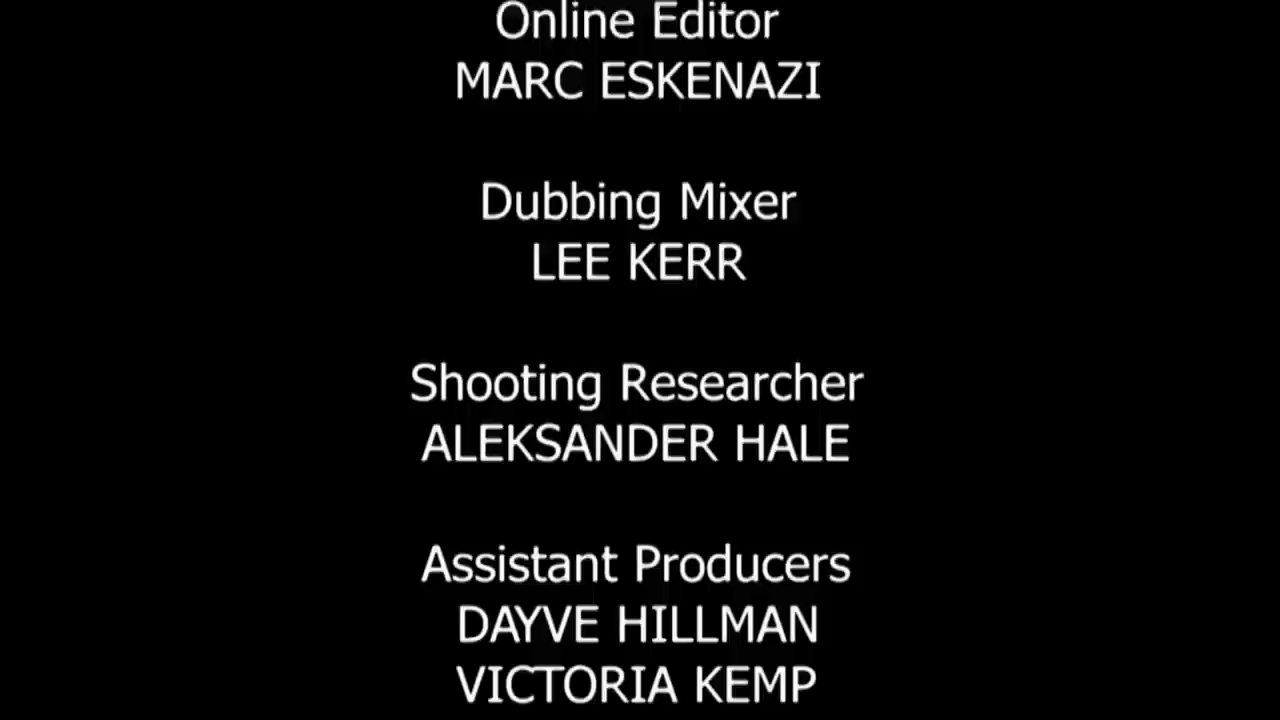 Online Editor
MARC ESKENAZI
Dubbing Mixer
LEE KERR
Shooting Researcher
ALEKSANDER HALE
Assistant Producers
DAYVE HILLMAN
VICTORIA KEMP